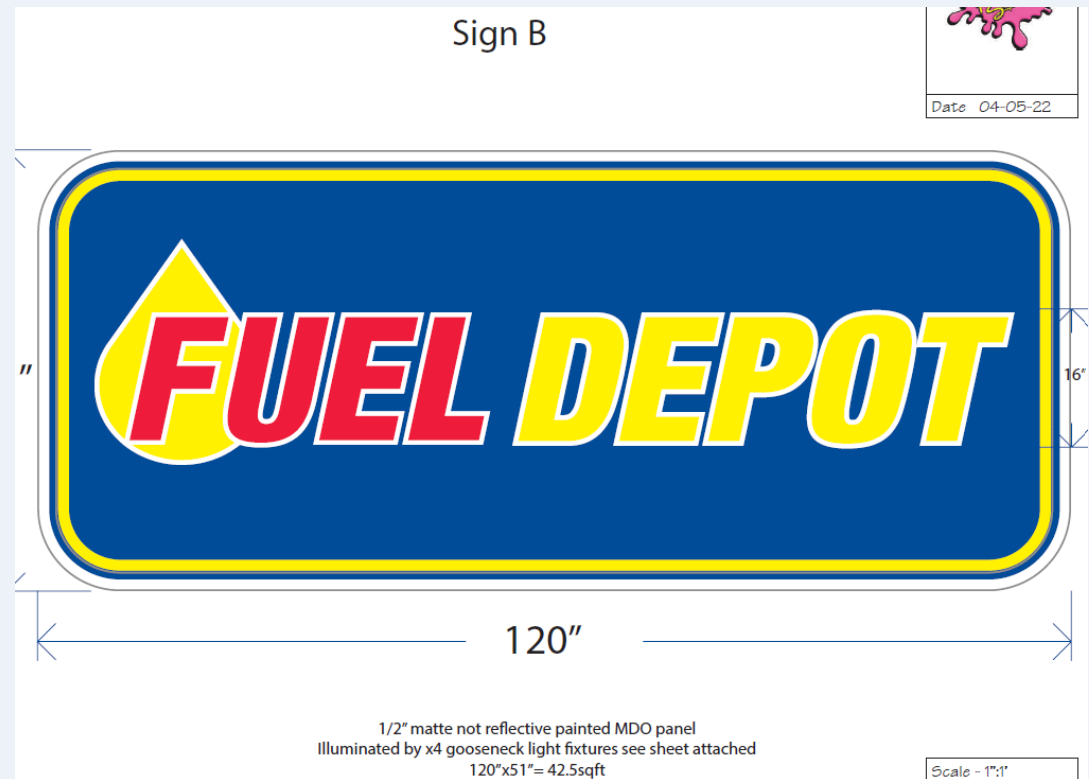 Sign B
Date 04-05-22
FUEL DEPOT
"
16"
120"
1/2" matte not reflective painted MDO panel
Illuminated by x4 gooseneck light fixtures see sheet attached
120"x51"= 42.5sqft
Scale - 1":1'